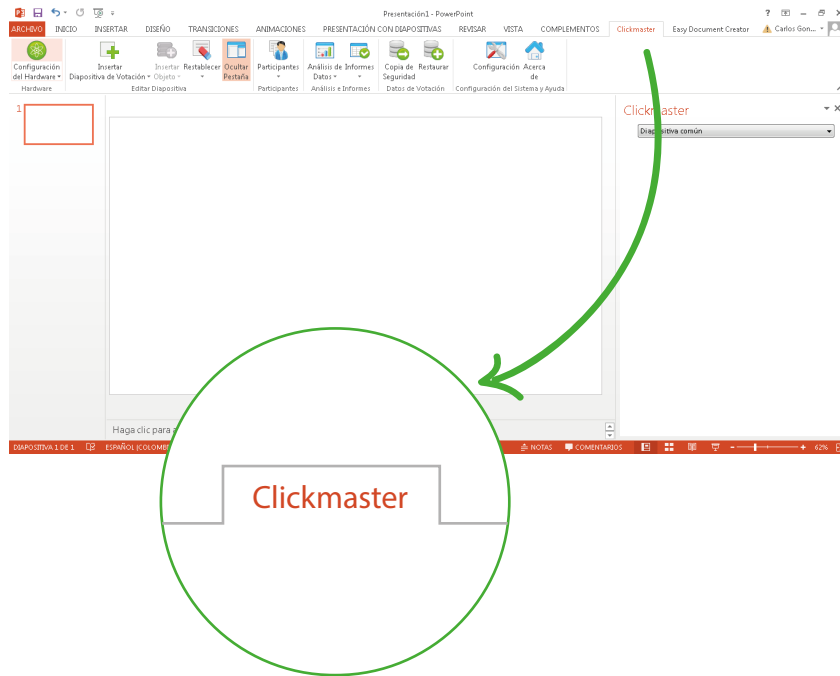 Presentación1 - PowerPoint
?
ARCHIVO INICIO INSERTAR DISEÑO TRANSICIONES ANIMACIONES PRESENTACIÓN CON DIAPOSITIVAS REVISAR VISTA COMPLEMENTOS Clickmaster Easy Document Creator Carlos Gon...
Configuración del Hardware
Insertar Diapositiva de Votación
Insertar Objeto
Restablecer
Ocultar Pestaña
Participantes
Análisis de Datos
Informes
Copia de Seguridad
Restaurar
Configuración
Acerca de
Hardware
Editar Diapositiva
Participantes
Análisis e Informes
Datos de Votación
Configuración del Sistema y Ayuda
1
Clickmaster
Diapositiva común
Haga clic para a
DIAPOSITIVA 1 DE 1 ESPAÑOL (COLOMB
NOTAS COMENTARIOS 62%
Clickmaster